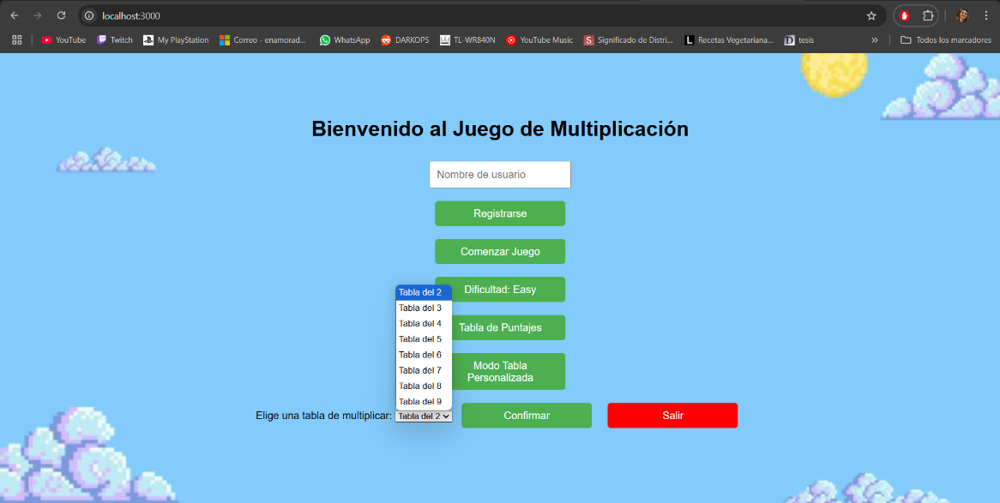 localhost:3000
YouTube Twitch My PlayStation Correo - enamorad... WhatsApp DARKOPS TL-WR840N YouTube Music Significado de Distri... Recetas Vegetariana... tesis » Todos los marcadores
Bienvenido al Juego de Multiplicación
Nombre de usuario
Registrarse
Comenzar Juego
Dificultad: Easy
Tabla de Puntajes
Modo Tabla
Personalizada
Tabla del 2
Tabla del 3
Tabla del 4
Tabla del 5
Tabla del 6
Tabla del 7
Tabla del 8
Tabla del 9
Elige una tabla de multiplicar: Tabla del 2 Confirmar Salir